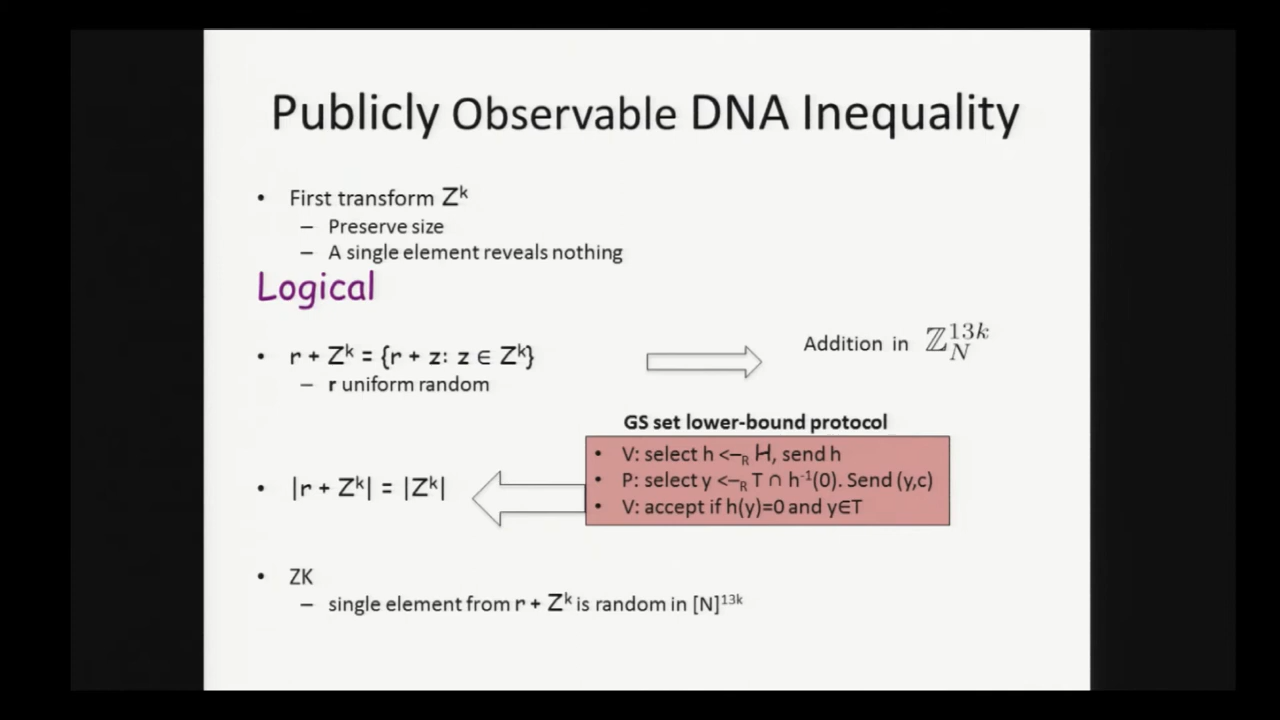 Publicly Observable DNA Inequality
• First transform Zᵏ
– Preserve size
– A single element reveals nothing
Logical
• r + Zᵏ = {r + z: z ∈ Zᵏ}
– r uniform random
Addition in ℤ_N^{13k}
GS set lower-bound protocol
• V: select h <–_R H, send h
• P: select y <–_R T ∩ h⁻¹(0). Send (y,c)
• V: accept if h(y)=0 and y∈T
• |r + Zᵏ| = |Zᵏ|
• ZK
– single element from r + Zᵏ is random in [N]¹³ᵏ